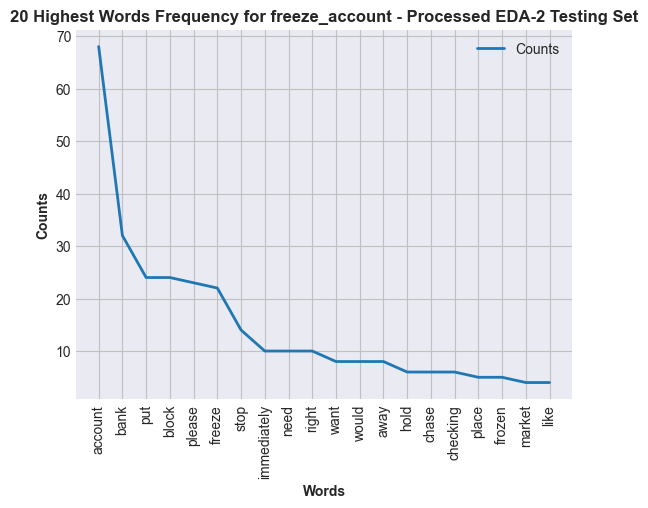 20 Highest Words Frequency for freeze_account - Processed EDA-2 Testing Set
Counts
70
60
50
40
30
20
10
Counts
account
bank
put
block
please
freeze
stop
immediately
need
right
want
would
away
hold
chase
checking
place
frozen
market
like
Words